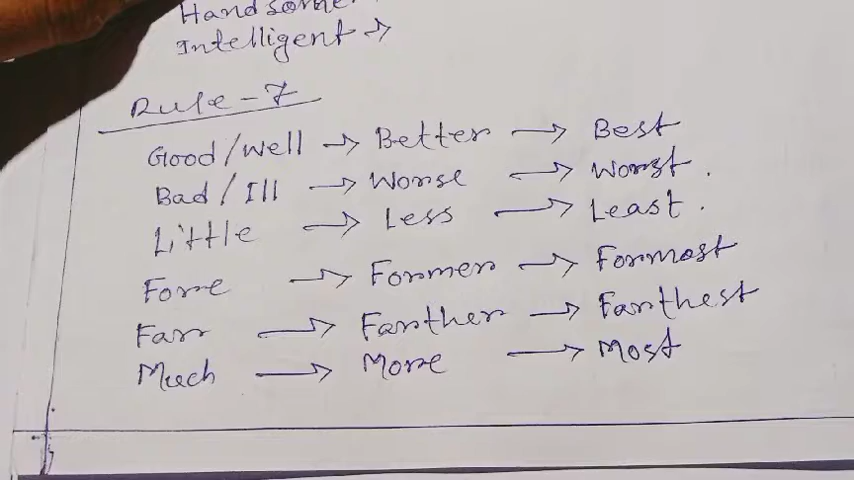 Handsome
Intelligent →
Rule-7
Good/Well → Better → Best
Bad/Ill → Worse → Worst.
Little → Less → Least.
Fore → Former → Formost
Farr → Farther → Farthest
Much → More → Most